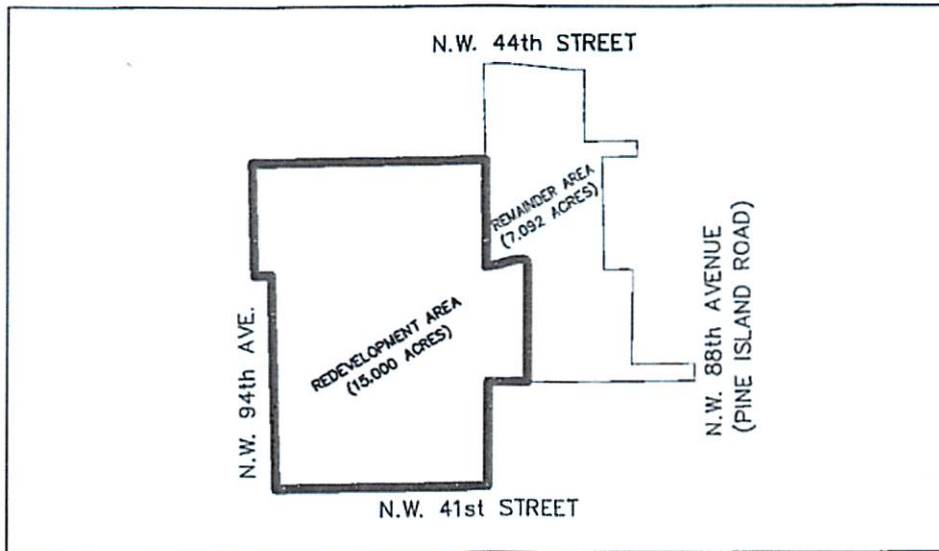 N.W. 44th STREET
REMAINDER AREA
(7.092 ACRES)
N.W. 88th AVENUE
(PINE ISLAND ROAD)
REDEVELOPMENT AREA
(15.000 ACRES)
N.W. 94th AVE.
N.W. 41st STREET